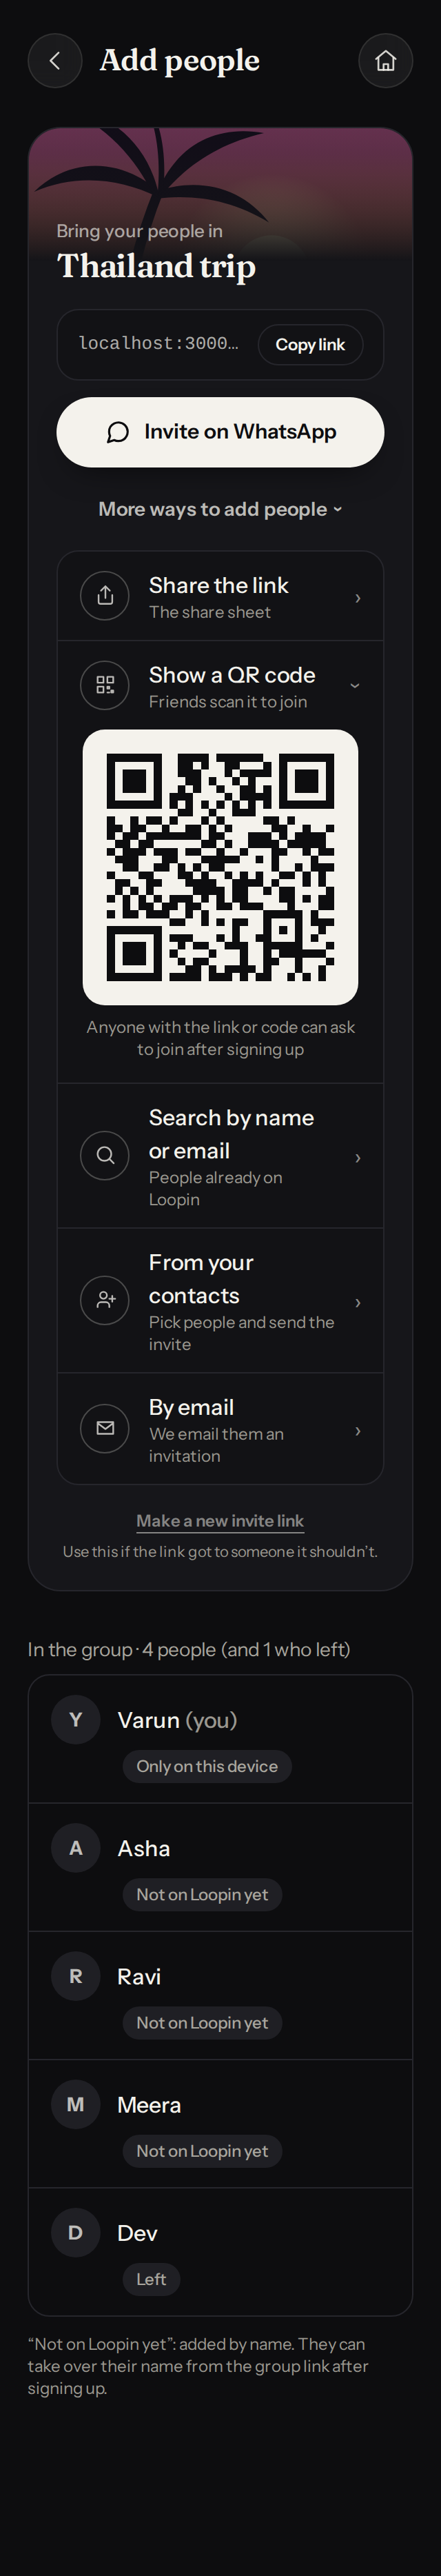 Add people
Bring your people in
Thailand trip
localhost:3000…
Copy link
Invite on WhatsApp
More ways to add people
Share the link
The share sheet
Show a QR code
Friends scan it to join
Anyone with the link or code can ask
to join after signing up
Search by name
or email
People already on
Loopin
From your
contacts
Pick people and send the
invite
By email
We email them an
invitation
Make a new invite link
Use this if the link got to someone it shouldn’t.
In the group · 4 people (and 1 who left)
Y
Varun (you)
Only on this device
A
Asha
Not on Loopin yet
R
Ravi
Not on Loopin yet
M
Meera
Not on Loopin yet
D
Dev
Left
“Not on Loopin yet”: added by name. They can
take over their name from the group link after
signing up.